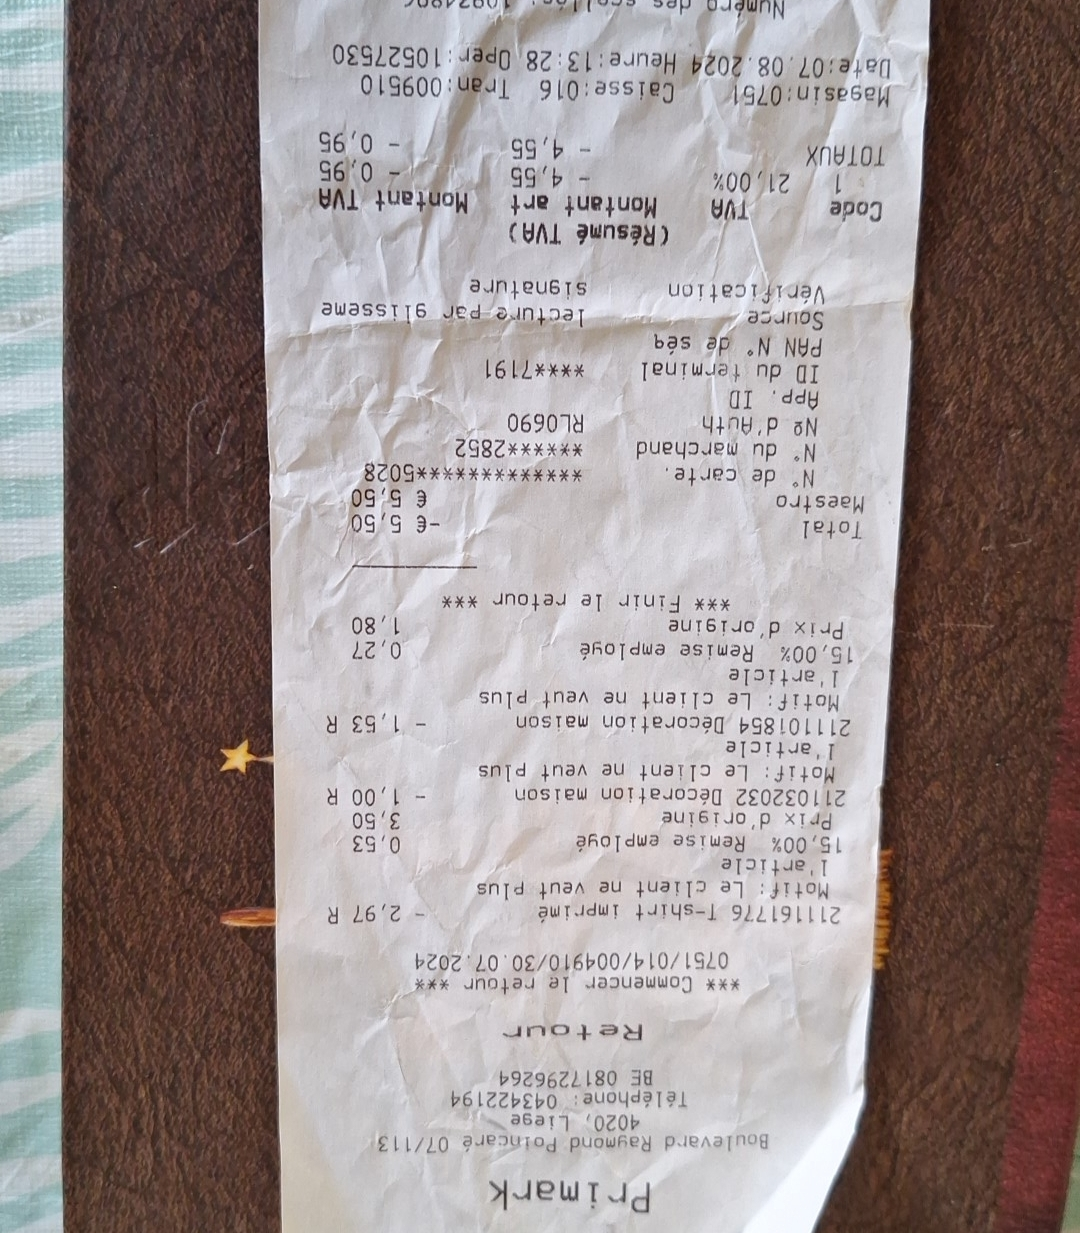 Primark
Boulevard Raymond Poincaré 07/113
4020, Liege
Téléphone: 043422194
BE 0817296264
Retour
*** Commencer le retour ***
0751/014/004910/30.07.2024
211161776 T-shirt imprimé - 2,97 R
Motif: Le client ne veut plus
l'article
15,00% Remise employé 0,53
Prix d'origine 3,50
211032032 Décoration maison - 1,00 R
Motif: Le client ne veut plus
l'article
211101854 Décoration maison - 1,53 R
Motif: Le client ne veut plus
l'article
15,00% Remise employé 0,27
Prix d'origine 1,80
*** Finir le retour ***
Total -€ 5,50
Maestro € 5,50
N° de carte. ****************5028
N° du marchand *******2852
Nº d'Auth RL0690
App. ID
ID du terminal ****7191
PAN N° de séq
Source lecture par glisseme
Vérification signature
(Résumé TVA)
Code TVA Montant art Montant TVA
1 21,00% - 4,55 - 0,95
TOTAUX - 4,55 - 0,95
Magasin:0751 Caisse:016 Tran:009510
Date:07.08.2024 Heure:13:28 Oper:10527530
Numéro des